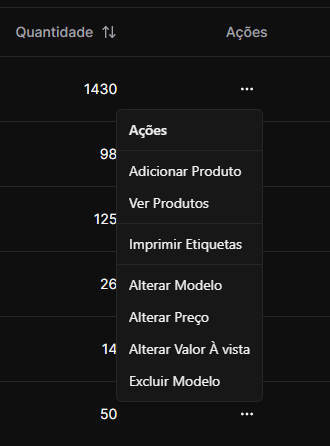 Quantidade Ações
1430 ...
Ações
98
Adicionar Produto
Ver Produtos
125
Imprimir Etiquetas
26
Alterar Modelo
Alterar Preço
14
Alterar Valor À vista
Excluir Modelo
50 ...